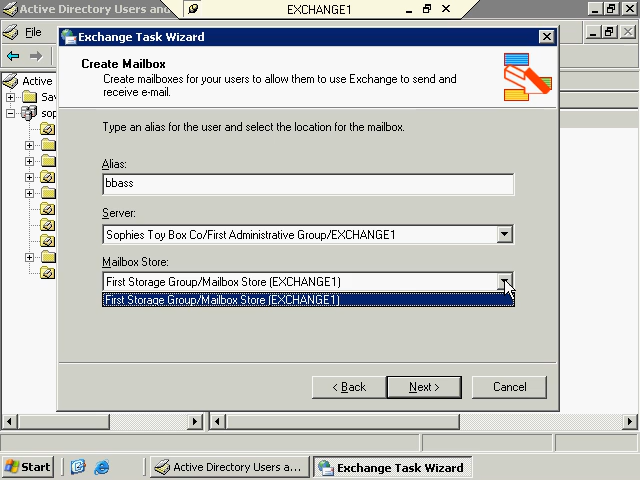 Active Directory Users and
EXCHANGE1
File
Exchange Task Wizard
Create Mailbox
Create mailboxes for your users to allow them to use Exchange to send and
receive e-mail.
Active
Sav
sop
Type an alias for the user and select the location for the mailbox.
Alias:
bbass
Server:
Sophies Toy Box Co/First Administrative Group/EXCHANGE1
Mailbox Store:
First Storage Group/Mailbox Store (EXCHANGE1)
First Storage Group/Mailbox Store (EXCHANGE1)
< Back
Next >
Cancel
Start
Active Directory Users a...
Exchange Task Wizard